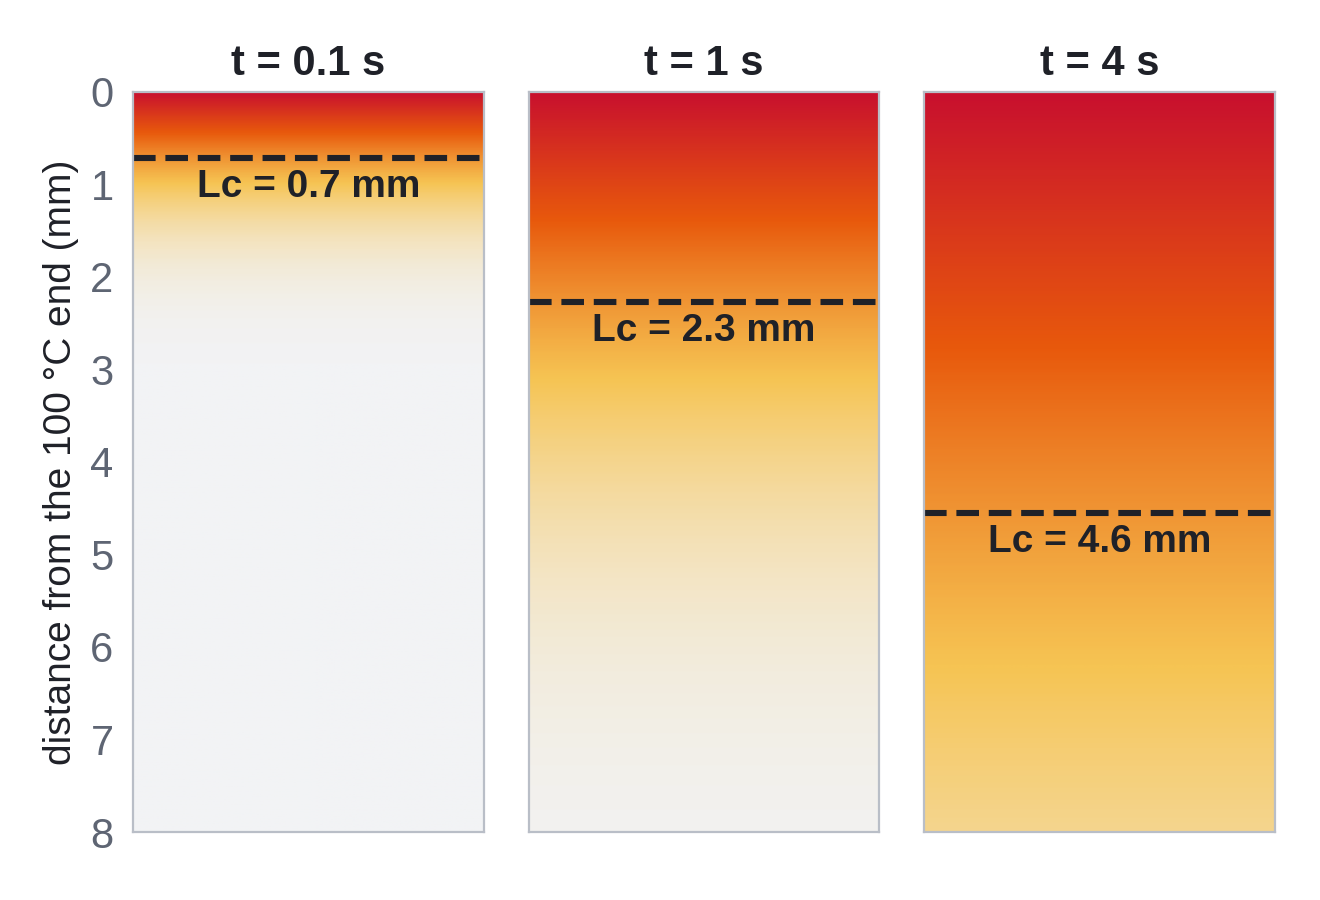 t = 0.1 s
t = 1 s
t = 4 s
distance from the 100 °C end (mm)
0
1
2
3
4
5
6
7
8
Lc = 0.7 mm
Lc = 2.3 mm
Lc = 4.6 mm